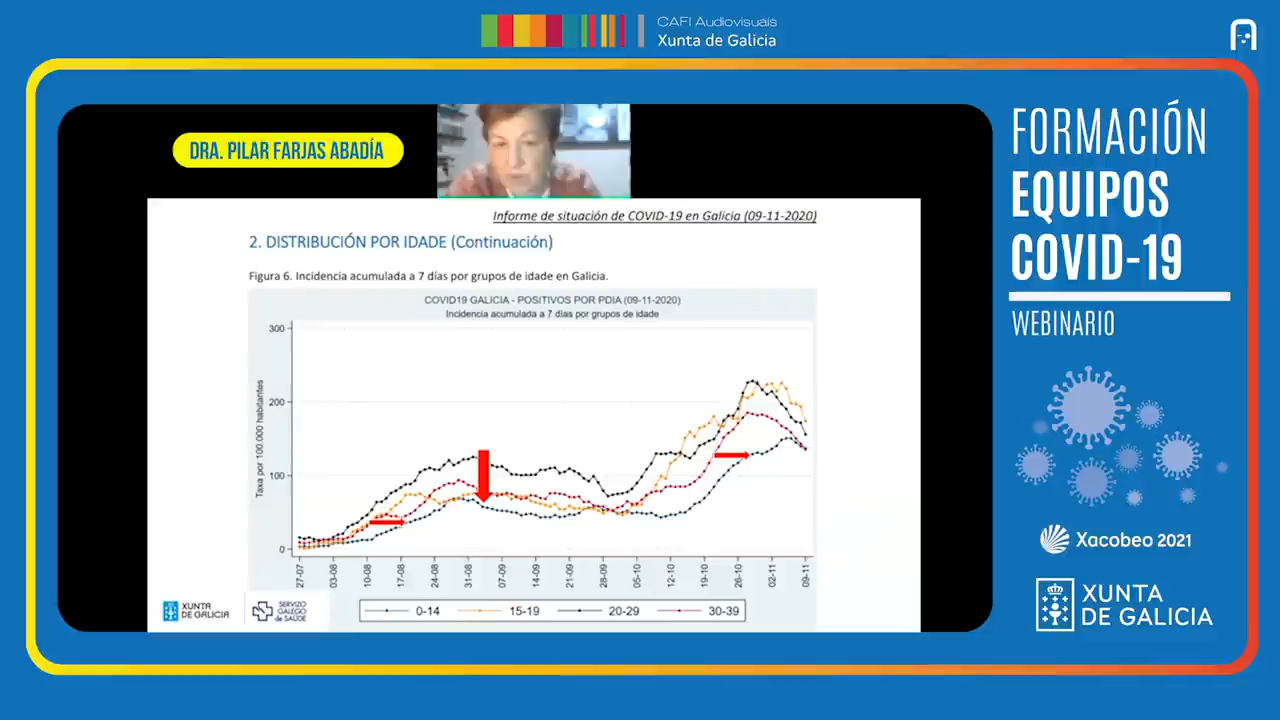 CAFI Audiovisuais
Xunta de Galicia
DRA. PILAR FARJAS ABADÍA
FORMACIÓN
EQUIPOS
COVID-19
WEBINARIO
Informe de situación de COVID-19 en Galicia (09-11-2020)
2. DISTRIBUCIÓN POR IDADE (Continuación)
Figura 6. Incidencia acumulada a 7 días por grupos de idade en Galicia.
COVID19 GALICIA - POSITIVOS POR PDIA (09-11-2020)
Incidencia acumulada a 7 días por grupos de idade
Taxa por 100.000 habitantes
300
200
100
0
27-07 03-08 10-08 17-08 24-08 31-08 07-09 14-09 21-09 28-09 05-10 12-10 19-10 26-10 02-11 09-11
0-14 15-19 20-29 30-39
XUNTA
DE GALICIA
SERVIZO
GALEGO
de SAÚDE
Xacobeo 2021
XUNTA
DE GALICIA